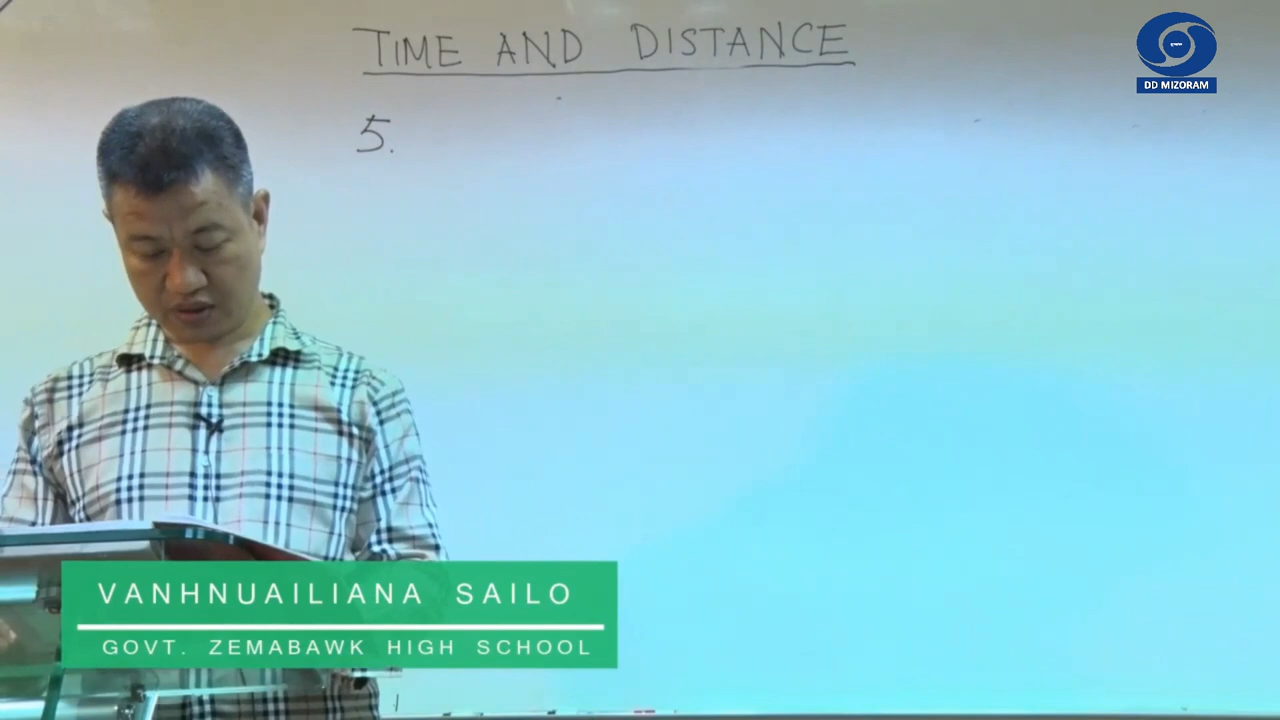 TIME AND DISTANCE
5.
DD MIZORAM
VANHNUAILIANA SAILO
GOVT. ZEMABAWK HIGH SCHOOL